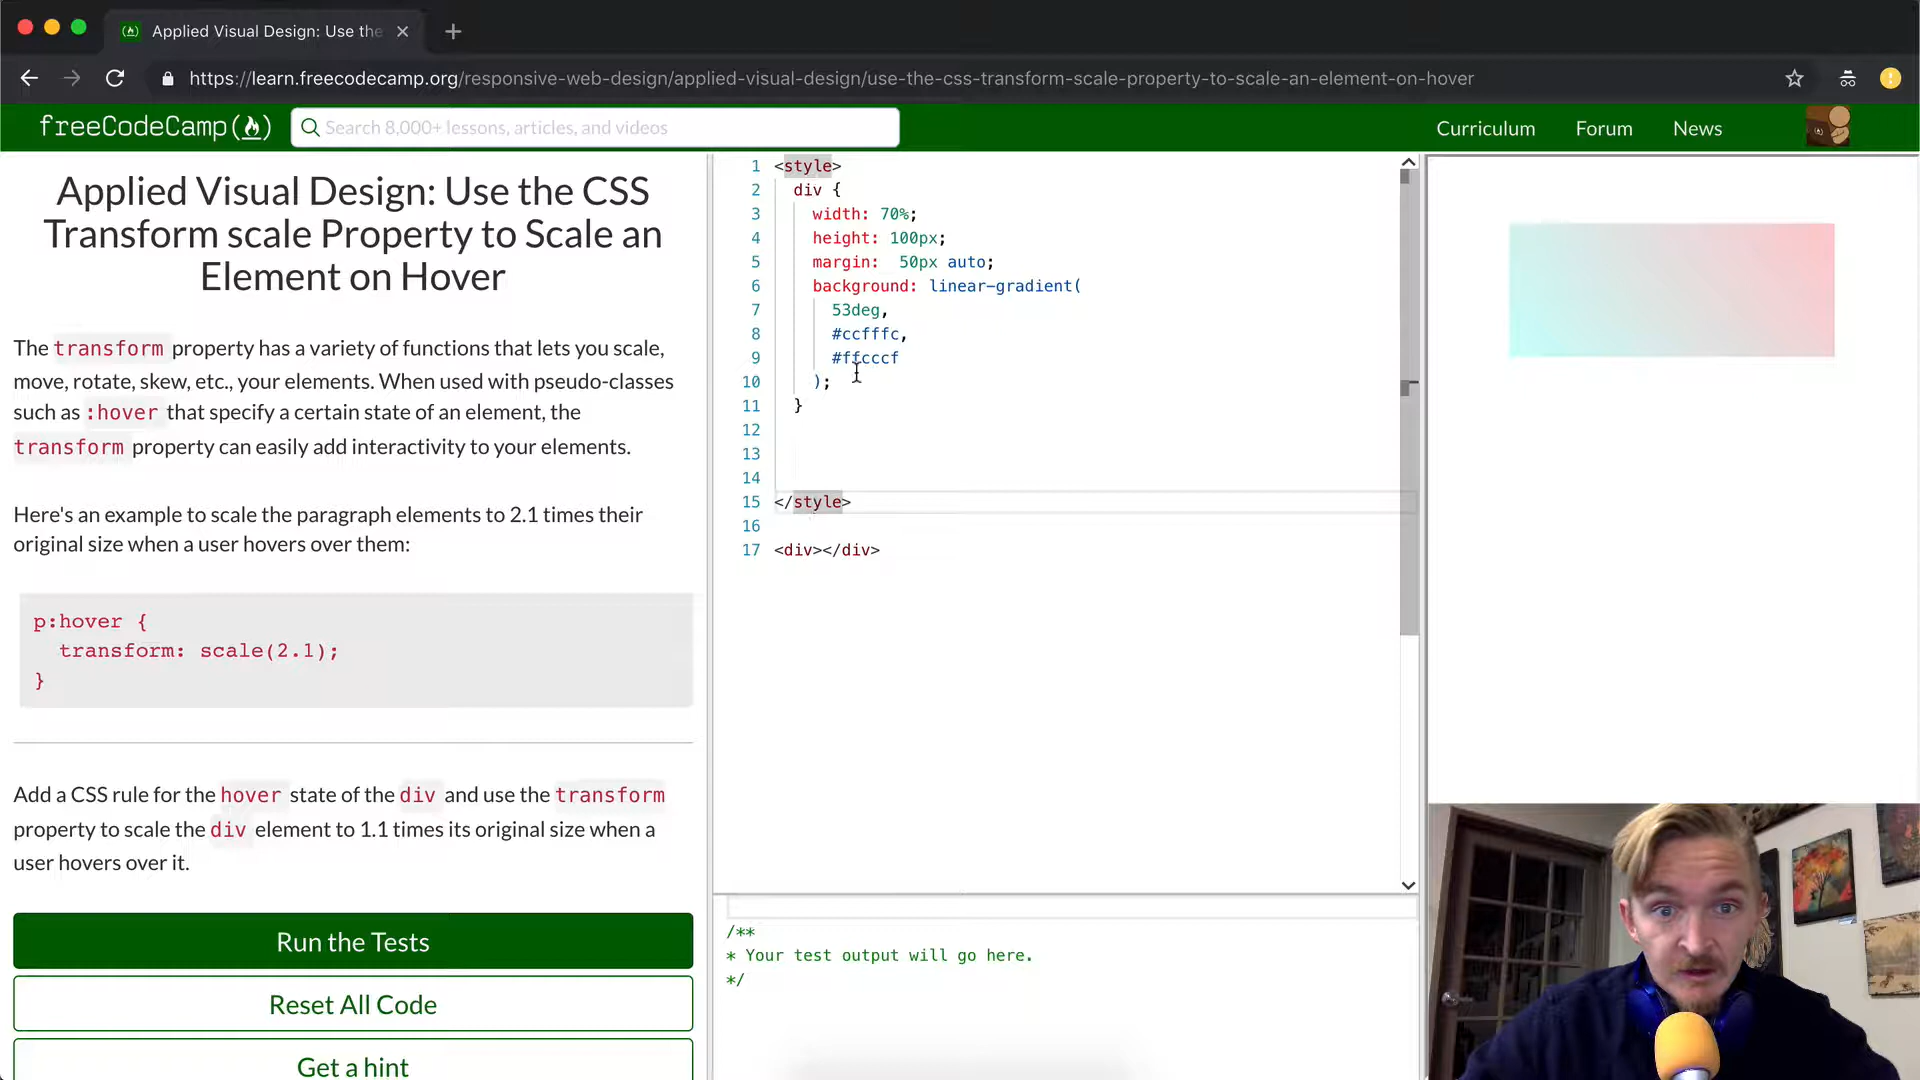 Applied Visual Design: Use the
https://learn.freecodecamp.org/responsive-web-design/applied-visual-design/use-the-css-transform-scale-property-to-scale-an-element-on-hover
freeCodeCamp
Search 8,000+ lessons, articles, and videos
Curriculum
Forum
News
Applied Visual Design: Use the CSS
Transform scale Property to Scale an
Element on Hover
The transform property has a variety of functions that lets you scale,
move, rotate, skew, etc., your elements. When used with pseudo-classes
such as :hover that specify a certain state of an element, the
transform property can easily add interactivity to your elements.
Here's an example to scale the paragraph elements to 2.1 times their
original size when a user hovers over them:
p:hover {
transform: scale(2.1);
}
Add a CSS rule for the hover state of the div and use the transform
property to scale the div element to 1.1 times its original size when a
user hovers over it.
Run the Tests
Reset All Code
Get a hint
1 <style>
2 div {
3 width: 70%;
4 height: 100px;
5 margin:  50px auto;
6 background: linear-gradient(
7 53deg,
8 #ccfffc,
9 #ffcccf
10 );
11 }
12
13
14
15 </style>
16
17 <div></div>
/**
* Your test output will go here.
*/